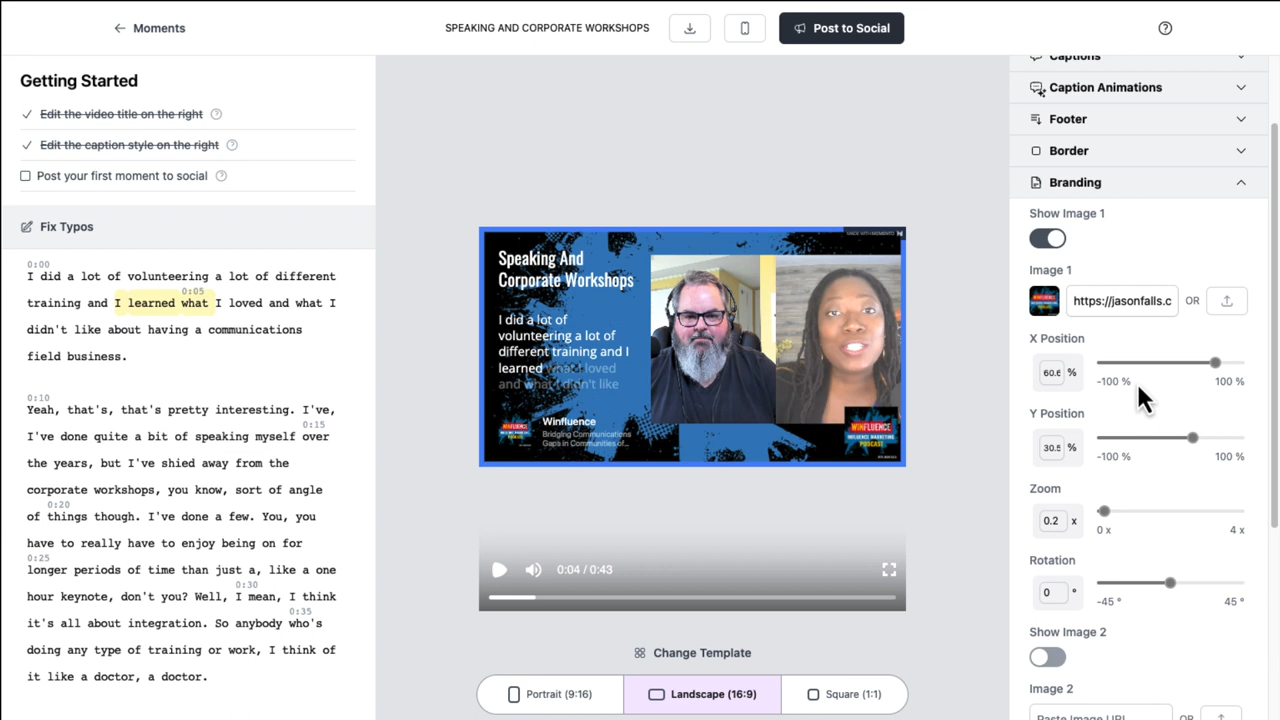 Moments
SPEAKING AND CORPORATE WORKSHOPS
Post to Social
Getting Started
Edit the video title on the right
Edit the caption style on the right
Post your first moment to social
Fix Typos
0:00
I did a lot of volunteering a lot of different
0:05
training and I learned what I loved and what I
didn't like about having a communications
field business.
0:10
Yeah, that's, that's pretty interesting. I've,
0:15
I've done quite a bit of speaking myself over
the years, but I've shied away from the
corporate workshops, you know, sort of angle
0:20
of things though. I've done a few. You, you
have to really have to enjoy being on for
0:25
longer periods of time than just a, like a one
0:30
hour keynote, don't you? Well, I mean, I think
0:35
it's all about integration. So anybody who's
doing any type of training or work, I think of
it like a doctor, a doctor.
Speaking And
Corporate Workshops
I did a lot of
volunteering a lot of
different training and I
learned what I loved
and what I didn't like
Winfluence
Bridging Communications
Gaps in Communities of...
WINFLUENCE
INFLUENCE MARKETING
PODCAST
0:04 / 0:43
Change Template
Portrait (9:16)
Landscape (16:9)
Square (1:1)
Captions
Caption Animations
Footer
Border
Branding
Show Image 1
Image 1
https://jasonfalls.c
OR
X Position
60.6 %
-100 %
100 %
Y Position
30.5 %
-100 %
100 %
Zoom
0.2 x
0 x
4 x
Rotation
0 °
-45 °
45 °
Show Image 2
Image 2
Paste Image URL
OR